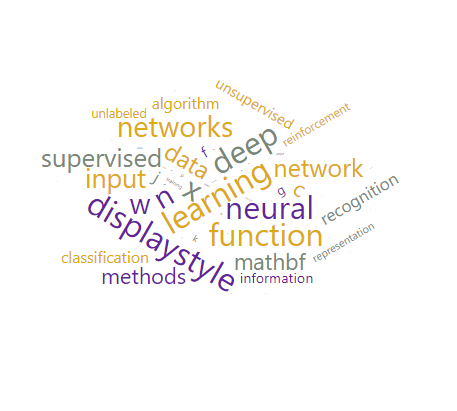 unsupervised
algorithm
unlabeled
reinforcement
networks
deep
f
supervised
data
network
input
j
training
x
learning
g
c
recognition
w
n
neural
displaystyle
function
k
representation
classification
mathbf
methods
information